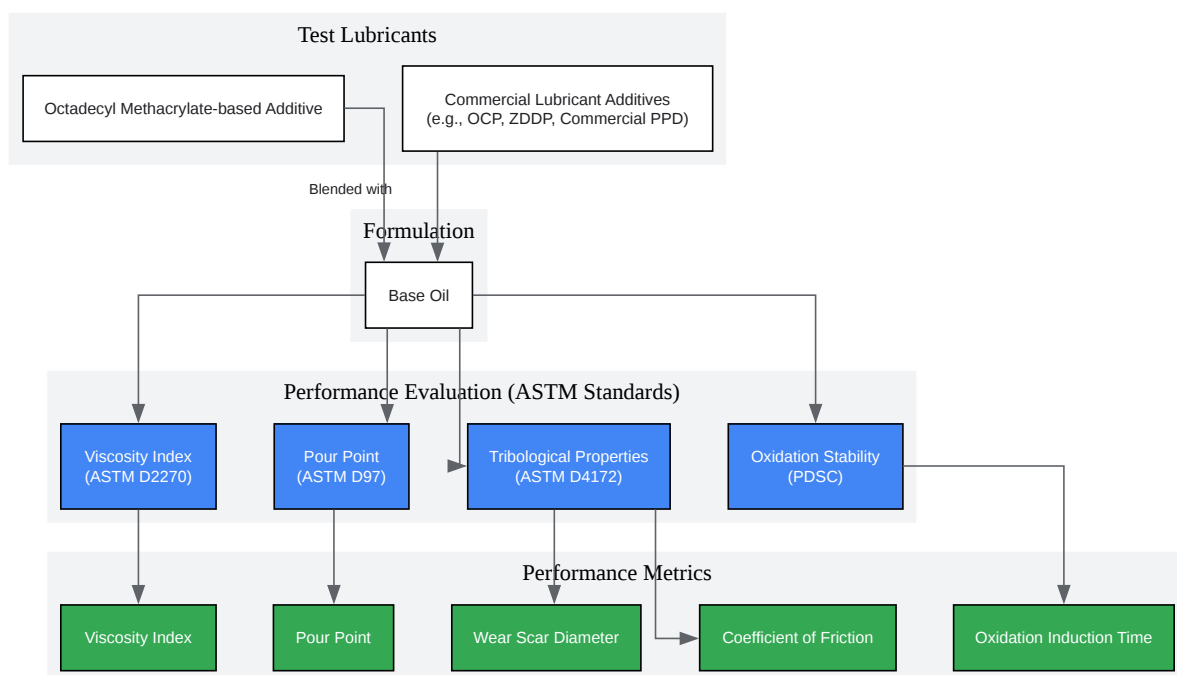 Test Lubricants
Octadecyl Methacrylate-based Additive
Commercial Lubricant Additives
(e.g., OCP, ZDDP, Commercial PPD)
Blended with
Formulation
Base Oil
Performance Evaluation (ASTM Standards)
Viscosity Index
(ASTM D2270)
Pour Point
(ASTM D97)
Tribological Properties
(ASTM D4172)
Oxidation Stability
(PDSC)
Performance Metrics
Viscosity Index
Pour Point
Wear Scar Diameter
Coefficient of Friction
Oxidation Induction Time